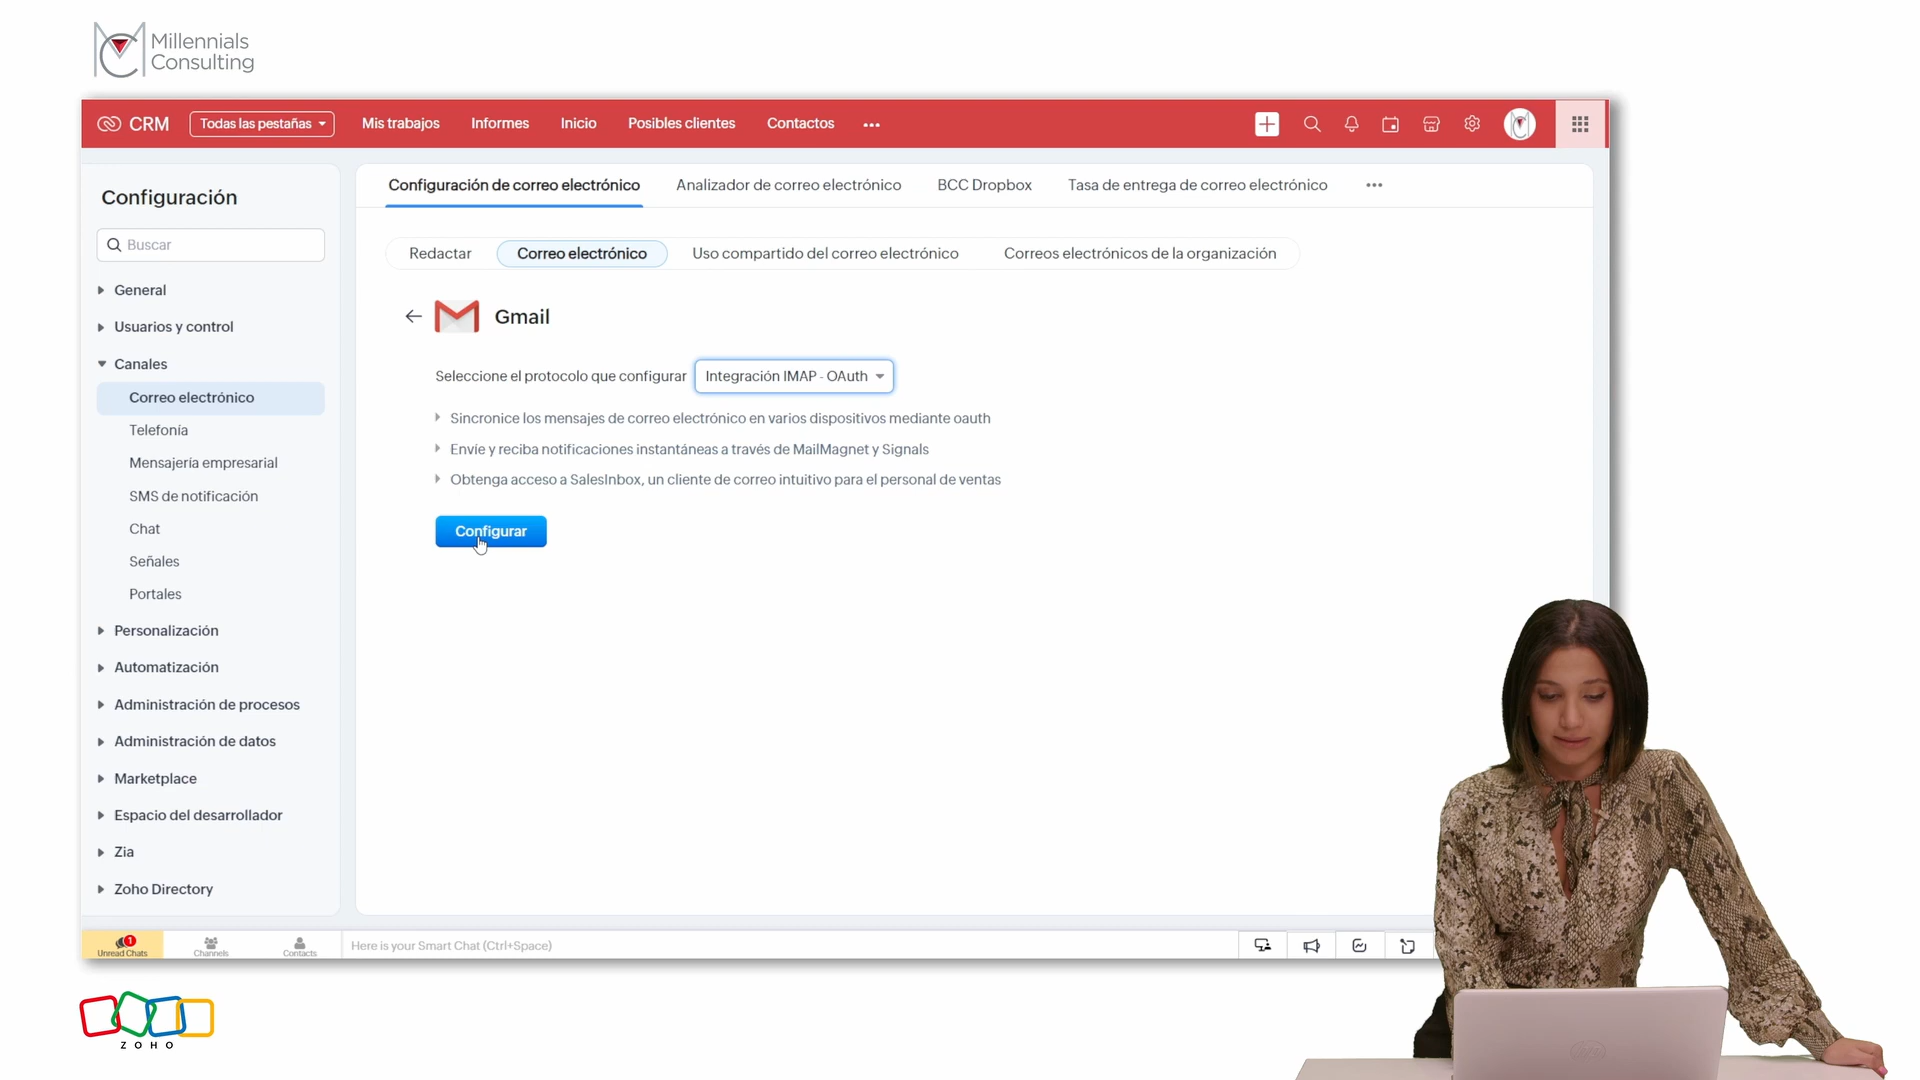 Millennials
Consulting
CRM
Todas las pestañas
Mis trabajos
Informes
Inicio
Posibles clientes
Contactos
Configuración
Buscar
General
Usuarios y control
Canales
Correo electrónico
Telefonía
Mensajería empresarial
SMS de notificación
Chat
Señales
Portales
Personalización
Automatización
Administración de procesos
Administración de datos
Marketplace
Espacio del desarrollador
Zia
Zoho Directory
Configuración de correo electrónico
Analizador de correo electrónico
BCC Dropbox
Tasa de entrega de correo electrónico
Redactar
Correo electrónico
Uso compartido del correo electrónico
Correos electrónicos de la organización
Gmail
Seleccione el protocolo que configurar
Integración IMAP - OAuth
Sincronice los mensajes de correo electrónico en varios dispositivos mediante oauth
Envíe y reciba notificaciones instantáneas a través de MailMagnet y Signals
Obtenga acceso a SalesInbox, un cliente de correo intuitivo para el personal de ventas
Configurar
1
Unread Chats
Channels
Contacts
Here is your Smart Chat (Ctrl+Space)
ZOHO